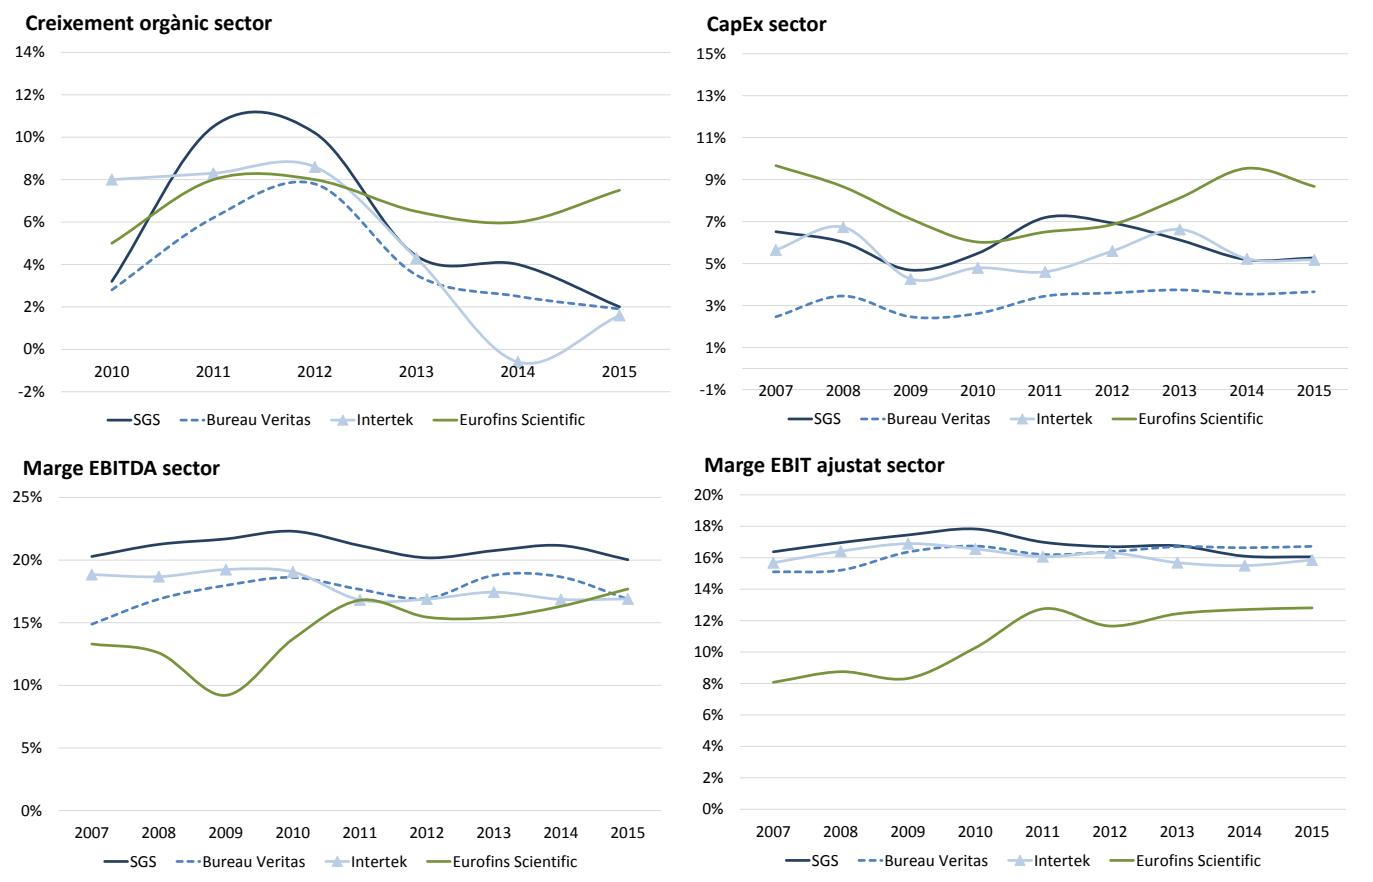 Creixement orgànic sector
14%
12%
10%
8%
6%
4%
2%
0%
-2%
2010 2011 2012 2013 2014 2015
SGS Bureau Veritas Intertek Eurofins Scientific
CapEx sector
15%
13%
11%
9%
7%
5%
3%
1%
-1%
2007 2008 2009 2010 2011 2012 2013 2014 2015
SGS Bureau Veritas Intertek Eurofins Scientific
Marge EBITDA sector
25%
20%
15%
10%
5%
0%
2007 2008 2009 2010 2011 2012 2013 2014 2015
SGS Bureau Veritas Intertek Eurofins Scientific
Marge EBIT ajustat sector
20%
18%
16%
14%
12%
10%
8%
6%
4%
2%
0%
2007 2008 2009 2010 2011 2012 2013 2014 2015
SGS Bureau Veritas Intertek Eurofins Scientific